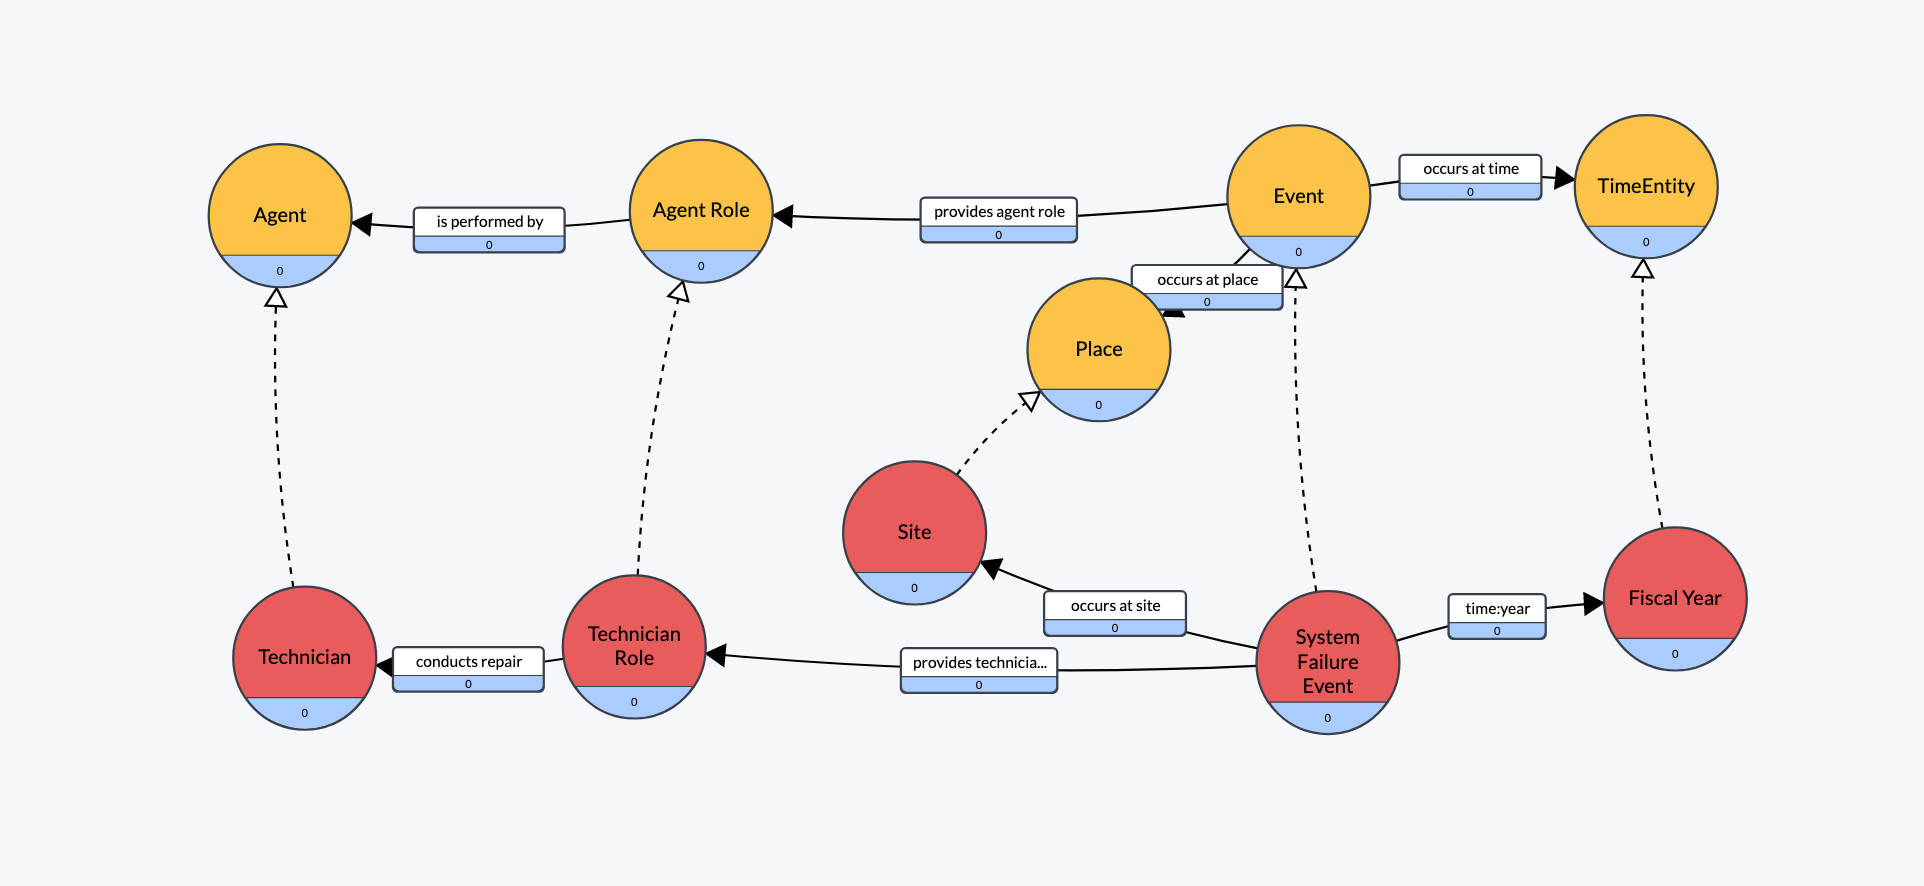 occurs at time
0
TimeEntity
0
Event
0
Agent Role
0
provides agent role
0
Agent
0
is performed by
0
occurs at place
0
Place
0
Site
0
Fiscal Year
0
occurs at site
0
time:year
0
System
Failure
Event
0
Technician
Role
0
Technician
0
conducts repair
0
provides technicia...
0